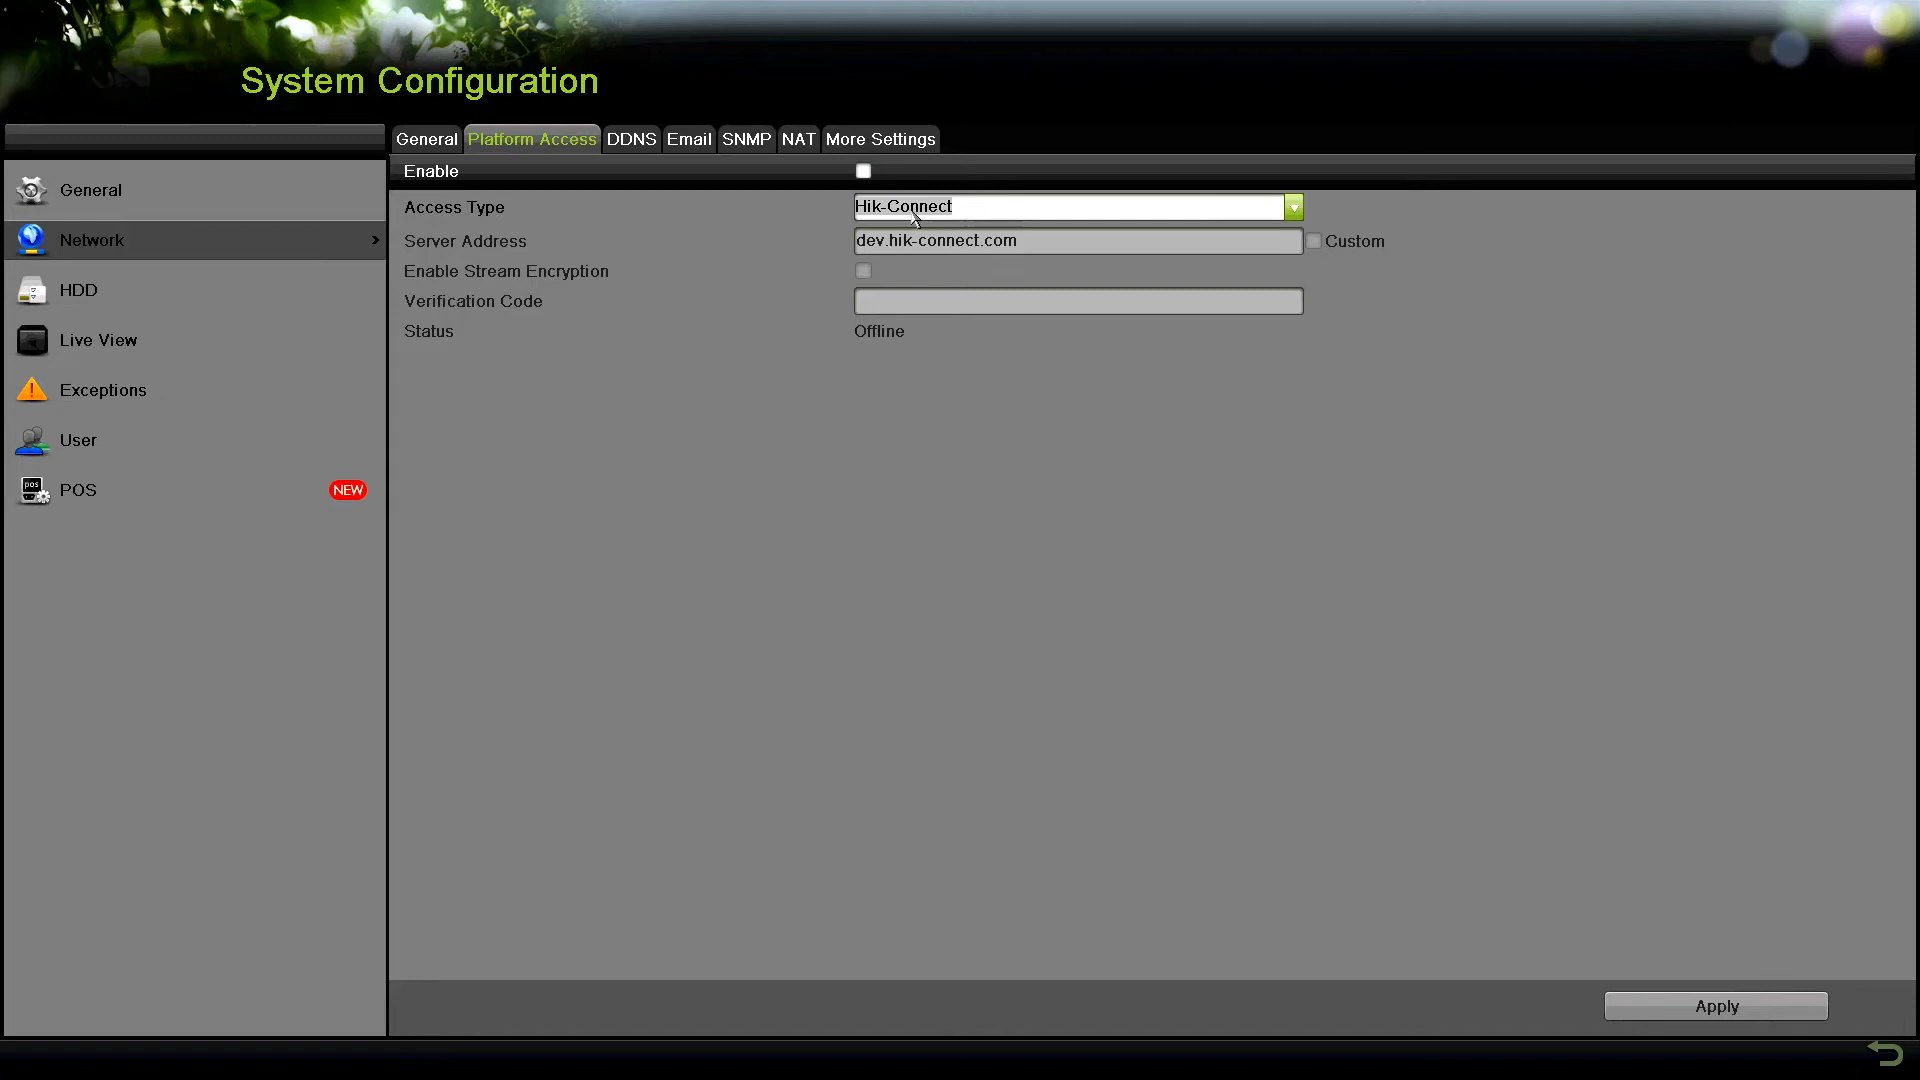 System Configuration
General Platform Access DDNS Email SNMP NAT More Settings
Enable
General
Access Type Hik-Connect
Network >
Server Address dev.hik-connect.com Custom
Enable Stream Encryption
HDD
Verification Code
Status Offline
Live View
Exceptions
User
pos POS NEW
Apply